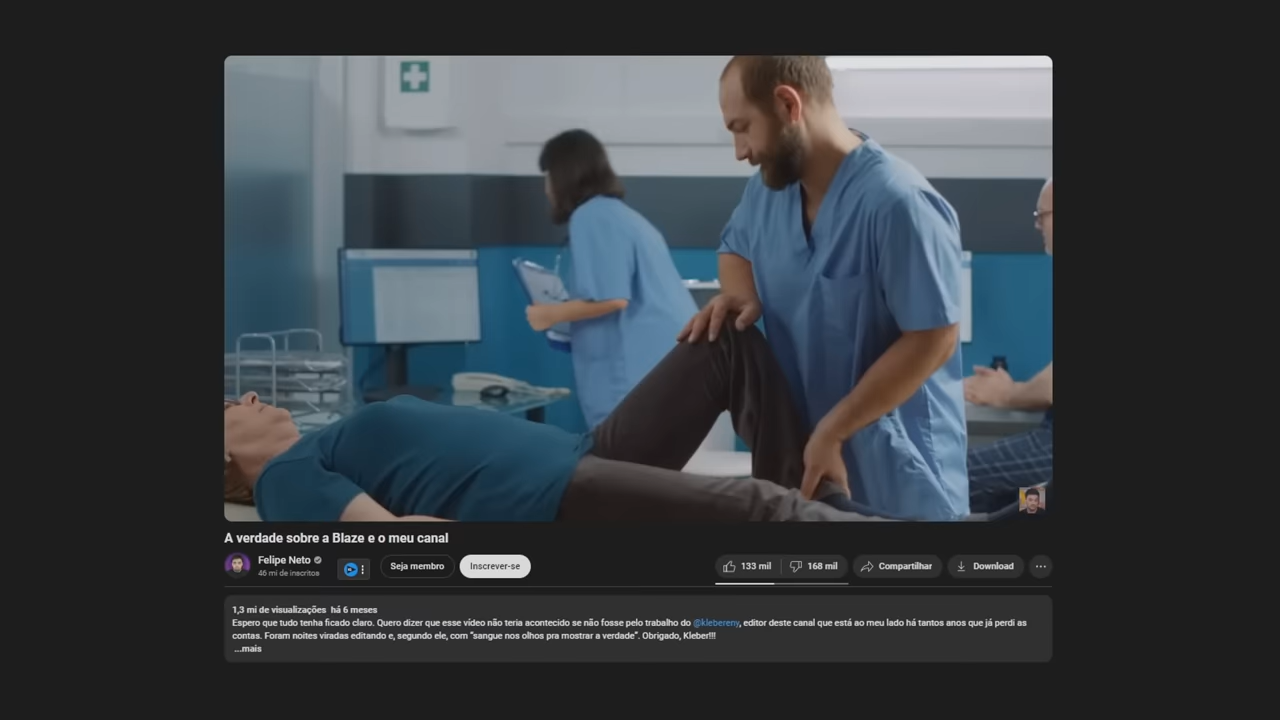 A verdade sobre a Blaze e o meu canal
Felipe Neto
46 mi de inscritos
Seja membro
Inscrever-se
133 mil
168 mil
Compartilhar
Download
1,3 mi de visualizações há 6 meses
Espero que tudo tenha ficado claro. Quero dizer que esse vídeo não teria acontecido se não fosse pelo trabalho do @klebereny, editor deste canal que está ao meu lado há tantos anos que já perdi as
contas. Foram noites viradas editando e, segundo ele, com “sangue nos olhos pra mostrar a verdade”. Obrigado, Kleber!!!
...mais